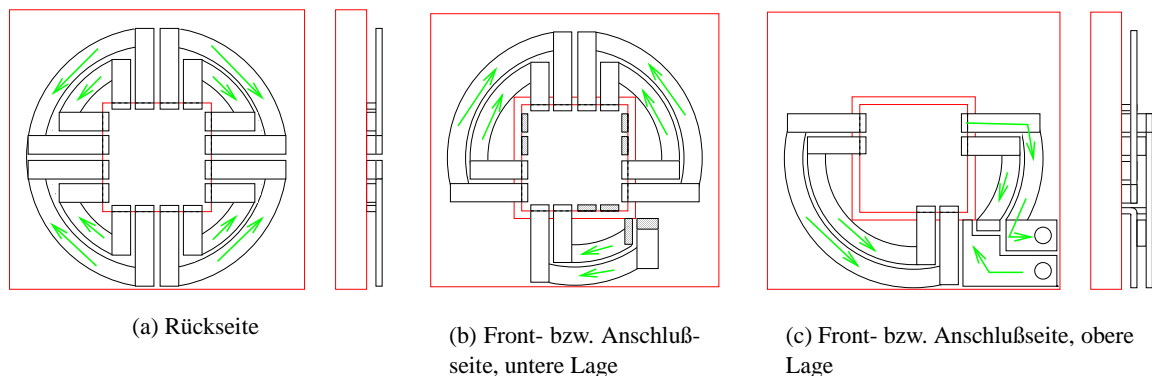 (a) Rückseite
(b) Front- bzw. Anschluß-
seite, untere Lage
(c) Front- bzw. Anschlußseite, obere
Lage